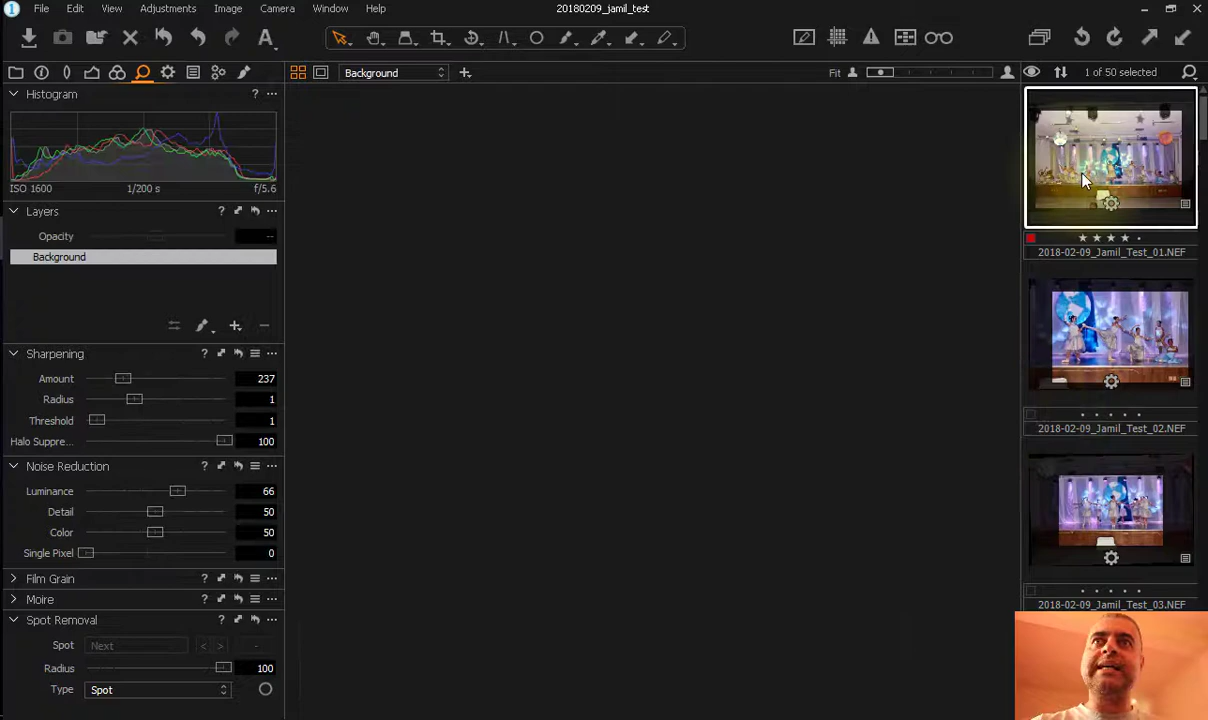 File Edit View Adjustments Image Camera Window Help
20180209_jamil_test
Background
Fit
1 of 50 selected
Histogram ?
ISO 1600 1/200 s f/5.6
Layers ?
Opacity --
Background
Sharpening ?
Amount 237
Radius 1
Threshold 1
Halo Suppre... 100
Noise Reduction ?
Luminance 66
Detail 50
Color 50
Single Pixel 0
Film Grain ?
Moire ?
Spot Removal ?
Spot Next < > -
Radius 100
Type Spot
2018-02-09_Jamil_Test_01.NEF
2018-02-09_Jamil_Test_02.NEF
2018-02-09_Jamil_Test_03.NEF